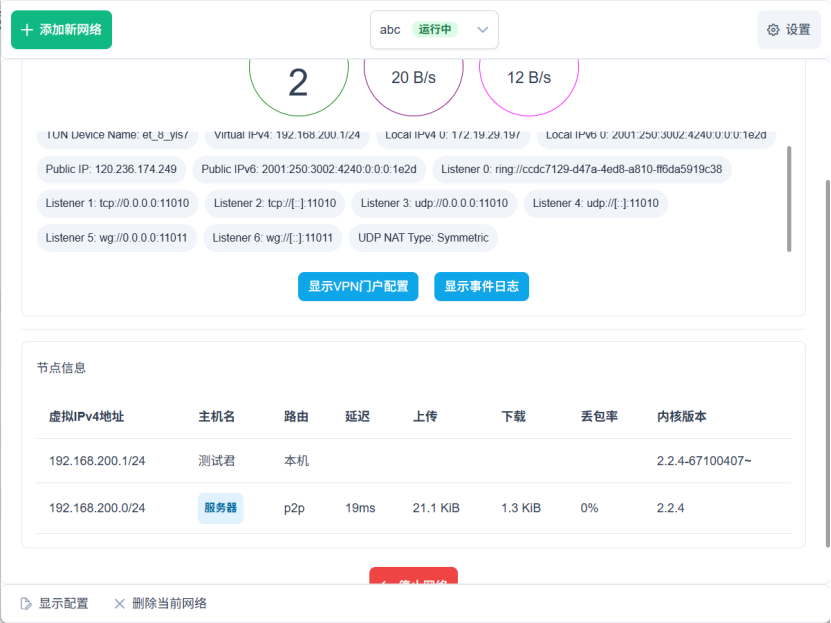 添加新网络
abc 运行中
设置
2
20 B/s
12 B/s
TUN Device Name: et_8_yls7 Virtual IPv4: 192.168.200.1/24 Local IPv4 0: 172.19.29.197 Local IPv6 0: 2001:250:3002:4240:0:0:0:1e2d
Public IP: 120.236.174.249 Public IPv6: 2001:250:3002:4240:0:0:0:1e2d Listener 0: ring://ccdc7129-d47a-4ed8-a810-ff6da5919c38
Listener 1: tcp://0.0.0.0:11010 Listener 2: tcp://[::]:11010 Listener 3: udp://0.0.0.0:11010 Listener 4: udp://[::]:11010
Listener 5: wg://0.0.0.0:11011 Listener 6: wg://[::]:11011 UDP NAT Type: Symmetric
显示VPN门户配置 显示事件日志
节点信息
虚拟IPv4地址 主机名 路由 延迟 上传 下载 丢包率 内核版本
192.168.200.1/24 测试君 本机 2.2.4-67100407~
192.168.200.0/24 服务器 p2p 19ms 21.1 KiB 1.3 KiB 0% 2.2.4
停止网络
显示配置 删除当前网络